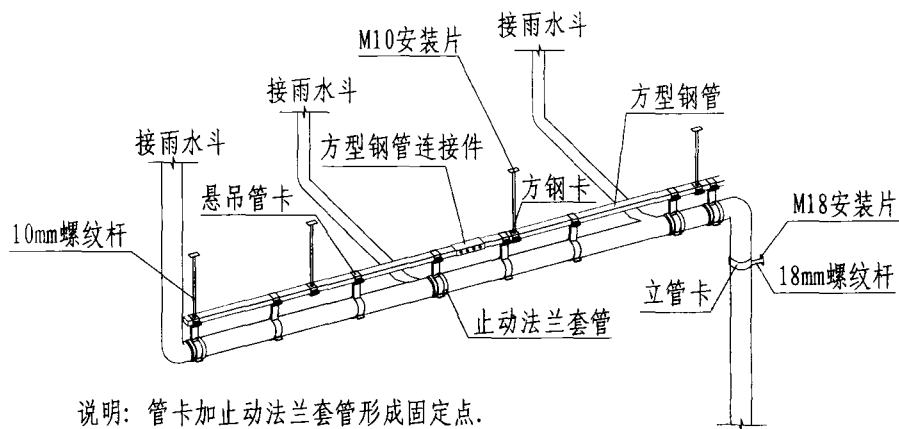 接雨水斗
M10安装片
接雨水斗
方型钢管
接雨水斗
方型钢管连接件
悬吊管卡
方钢卡
10mm螺纹杆
M18安装片
立管卡
18mm螺纹杆
止动法兰套管
说明: 管卡加止动法兰套管形成固定点.